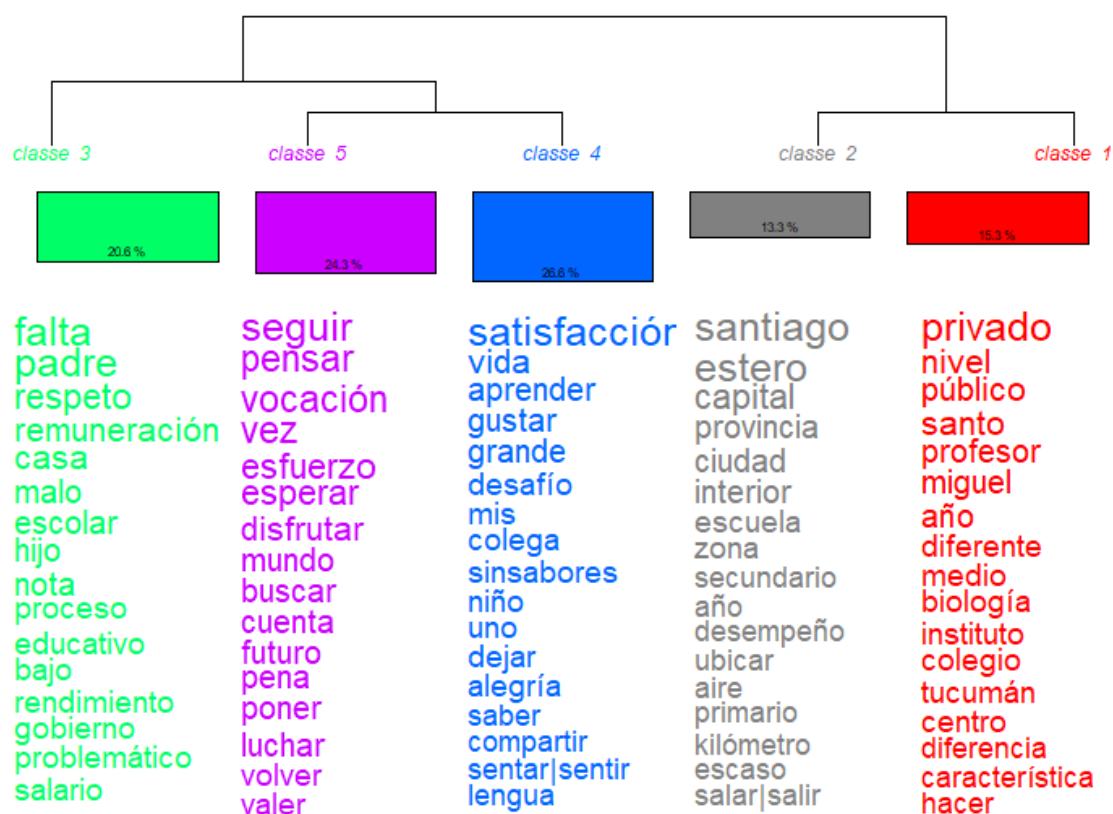 classe 3
classe 5
classe 4
classe 2
classe 1
20.6 %
24.3 %
26.6 %
13.3 %
15.3 %
falta
padre
respeto
remuneración
casa
malo
escolar
hijo
nota
proceso
educativo
bajo
rendimiento
gobierno
problemático
salario
seguir
pensar
vocación
vez
esfuerzo
esperar
disfrutar
mundo
buscar
cuenta
futuro
pena
poner
luchar
volver
valer
satisfacciór
vida
aprender
gustar
grande
desafío
mis
colega
sinsabores
niño
uno
dejar
alegría
saber
compartir
sentar|sentir
lengua
santiago
estero
capital
provincia
ciudad
interior
escuela
zona
secundario
año
desempeño
ubicar
aire
primario
kilómetro
escaso
salar|salir
privado
nivel
público
santo
profesor
miguel
año
diferente
medio
biología
instituto
colegio
tucumán
centro
diferencia
característica
hacer